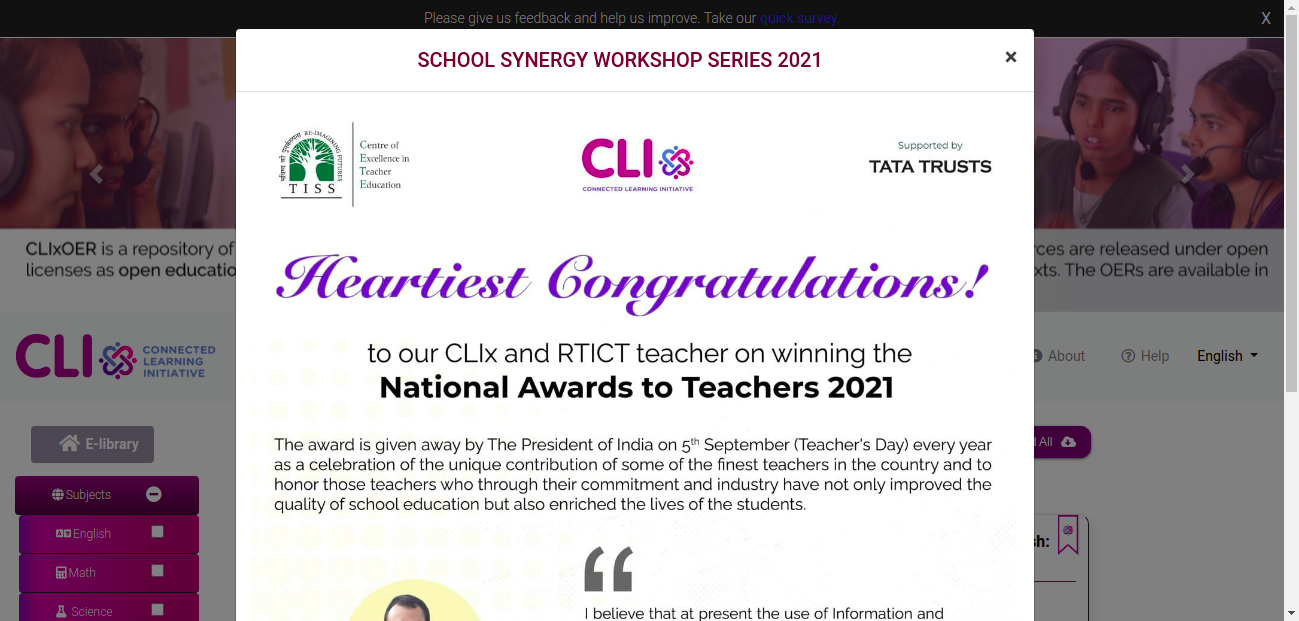 Please give us feedback and help us improve. Take our quick survey.
X
SCHOOL SYNERGY WORKSHOP SERIES 2021
×
RE-IMAGINING FUTURES
TISS
Centre of
Excellence in
Teacher
Education
CLI
CONNECTED LEARNING INITIATIVE
Supported by
TATA TRUSTS
CLIxOER is a repository of
rces are released under open
licenses as open educatio
xts. The OERs are available in
Heartiest Congratulations!
to our CLIx and RTICT teacher on winning the
National Awards to Teachers 2021
CLI
CONNECTED
LEARNING
INITIATIVE
About
Help
English
The award is given away by The President of India on 5th September (Teacher's Day) every year
as a celebration of the unique contribution of some of the finest teachers in the country and to
honor those teachers who through their commitment and industry have not only improved the
quality of school education but also enriched the lives of the students.
E-library
All
Subjects
English
Math
Science
sh:
“
I believe that at present the use of Information and